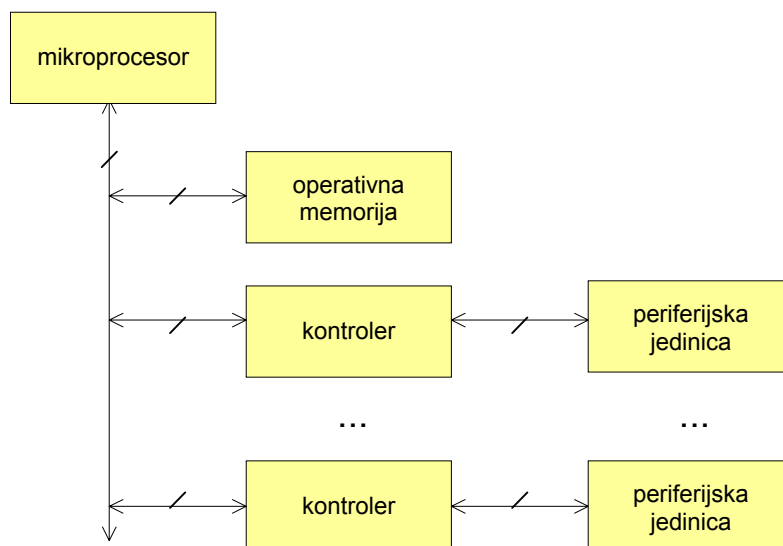 mikroprocesor
operativna
memorija
kontroler
periferijska
jedinica
...
...
kontroler
periferijska
jedinica